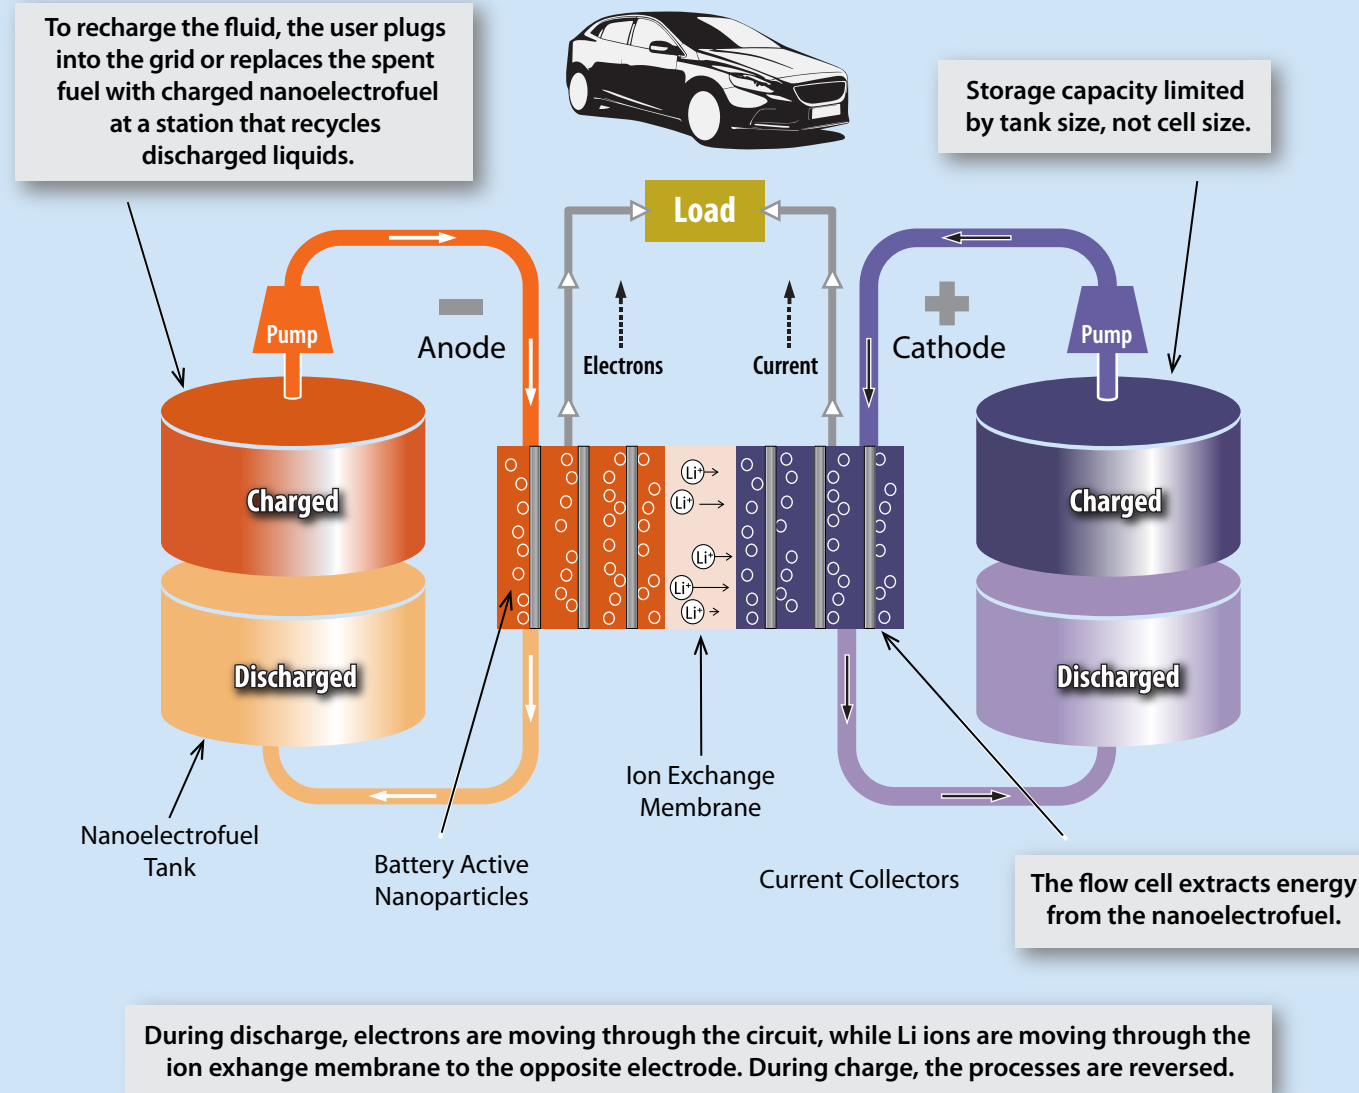 To recharge the fluid, the user plugs
into the grid or replaces the spent
fuel with charged nanoelectrofuel
at a station that recycles
discharged liquids.
Storage capacity limited
by tank size, not cell size.
Load
Pump
Anode
Electrons
Current
Cathode
Pump
Charged
Li+
Li+
Li+
Li+
Li+
Charged
Discharged
Discharged
Ion Exchange
Membrane
Nanoelectrofuel
Tank
Battery Active
Nanoparticles
Current Collectors
The flow cell extracts energy
from the nanoelectrofuel.
During discharge, electrons are moving through the circuit, while Li ions are moving through the
ion exhange membrane to the opposite electrode. During charge, the processes are reversed.